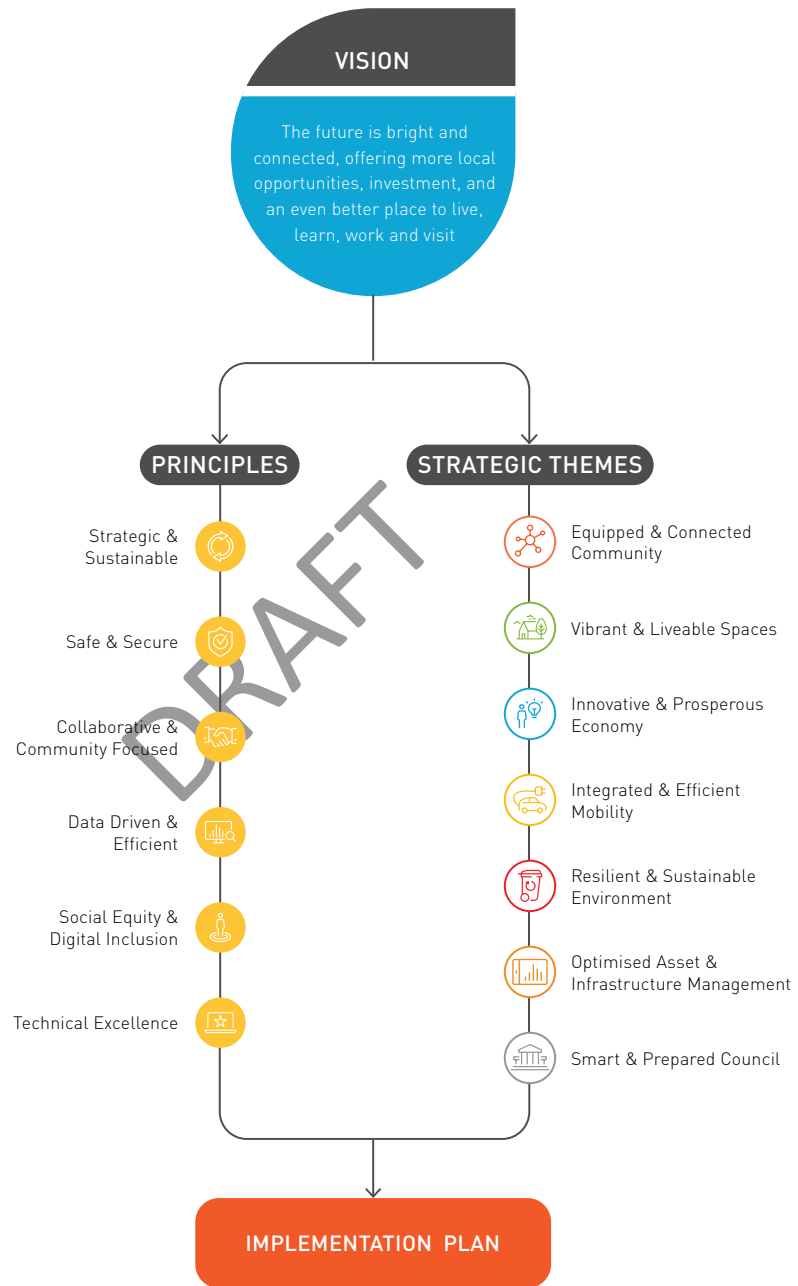 VISION
The future is bright and
connected, offering more local
opportunities, investment, and
an even better place to live,
learn, work and visit
PRINCIPLES
Strategic &
Sustainable
Safe & Secure
Collaborative &
Community Focused
Data Driven &
Efficient
Social Equity &
Digital Inclusion
Technical Excellence
STRATEGIC THEMES
Equipped & Connected
Community
Vibrant & Liveable Spaces
Innovative & Prosperous
Economy
Integrated & Efficient
Mobility
Resilient & Sustainable
Environment
Optimised Asset &
Infrastructure Management
Smart & Prepared Council
DRAFT
IMPLEMENTATION PLAN